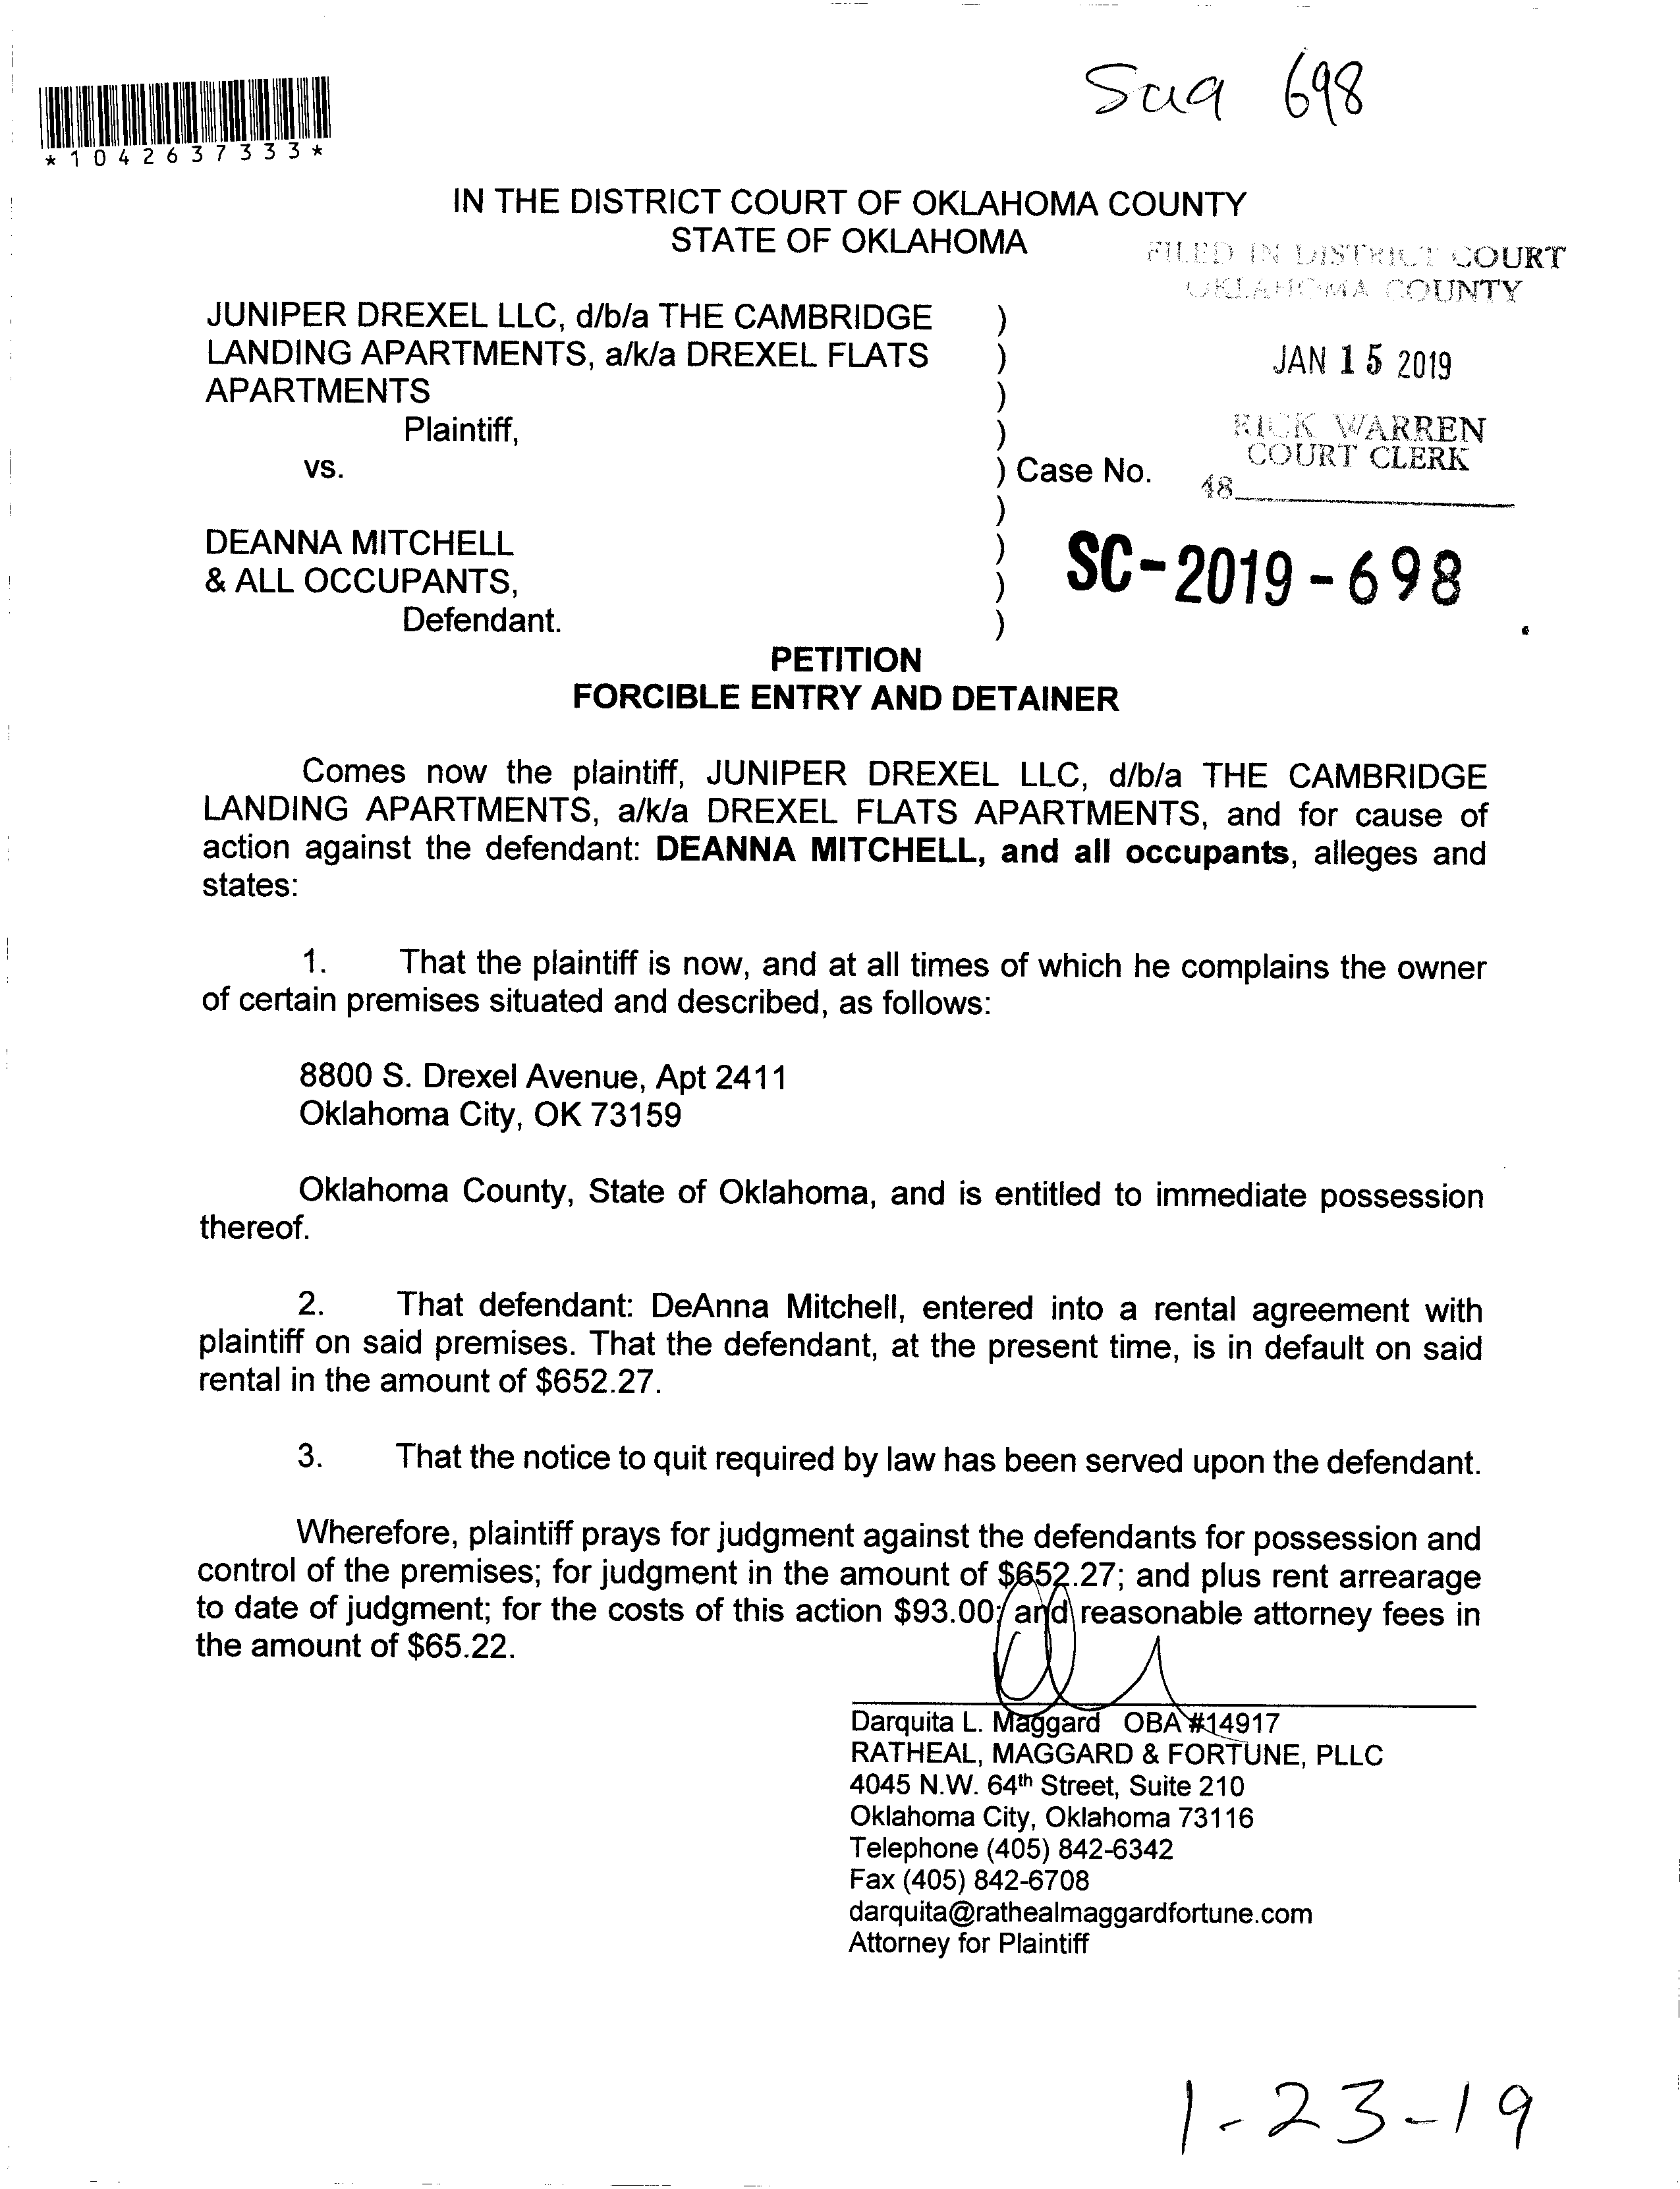 Sc19 698
*1042637333*
IN THE DISTRICT COURT OF OKLAHOMA COUNTY
STATE OF OKLAHOMA
FILED IN DISTRICT COURT
OKLAHOMA COUNTY
JUNIPER DREXEL LLC, d/b/a THE CAMBRIDGE )
LANDING APARTMENTS, a/k/a DREXEL FLATS )
APARTMENTS )
JAN 15 2019
Plaintiff, )
RICK WARREN
COURT CLERK
vs. ) Case No.
48
)
DEANNA MITCHELL )
& ALL OCCUPANTS, )
SC-2019-698
Defendant. )
PETITION
FORCIBLE ENTRY AND DETAINER
Comes now the plaintiff, JUNIPER DREXEL LLC, d/b/a THE CAMBRIDGE
LANDING APARTMENTS, a/k/a DREXEL FLATS APARTMENTS, and for cause of
action against the defendant: DEANNA MITCHELL, and all occupants, alleges and
states:
1. That the plaintiff is now, and at all times of which he complains the owner
of certain premises situated and described, as follows:
8800 S. Drexel Avenue, Apt 2411
Oklahoma City, OK 73159
Oklahoma County, State of Oklahoma, and is entitled to immediate possession
thereof.
2. That defendant: DeAnna Mitchell, entered into a rental agreement with
plaintiff on said premises. That the defendant, at the present time, is in default on said
rental in the amount of $652.27.
3. That the notice to quit required by law has been served upon the defendant.
Wherefore, plaintiff prays for judgment against the defendants for possession and
control of the premises; for judgment in the amount of $652.27; and plus rent arrearage
to date of judgment; for the costs of this action $93.00; and reasonable attorney fees in
the amount of $65.22.
Darquita L. Maggard OBA #14917
RATHEAL, MAGGARD & FORTUNE, PLLC
4045 N.W. 64th Street, Suite 210
Oklahoma City, Oklahoma 73116
Telephone (405) 842-6342
Fax (405) 842-6708
darquita@rathealmaggardfortune.com
Attorney for Plaintiff
1-23-19